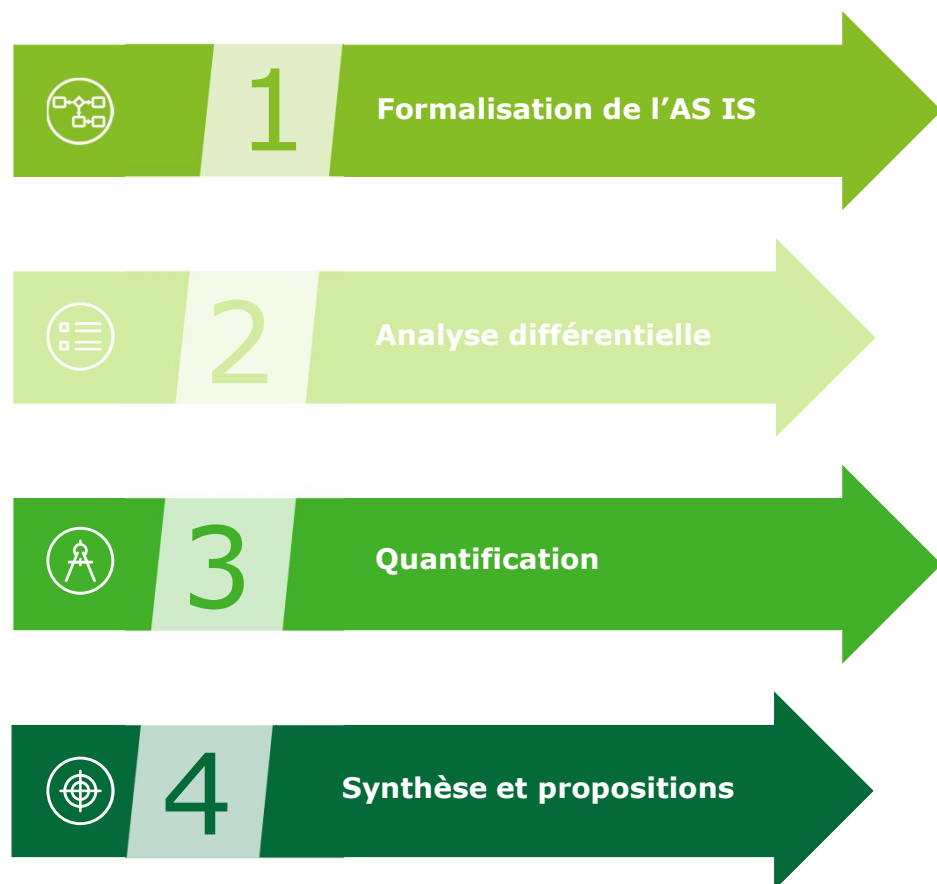 1
Formalisation de l’AS IS
2
Analyse différentielle
3
Quantification
4
Synthèse et propositions